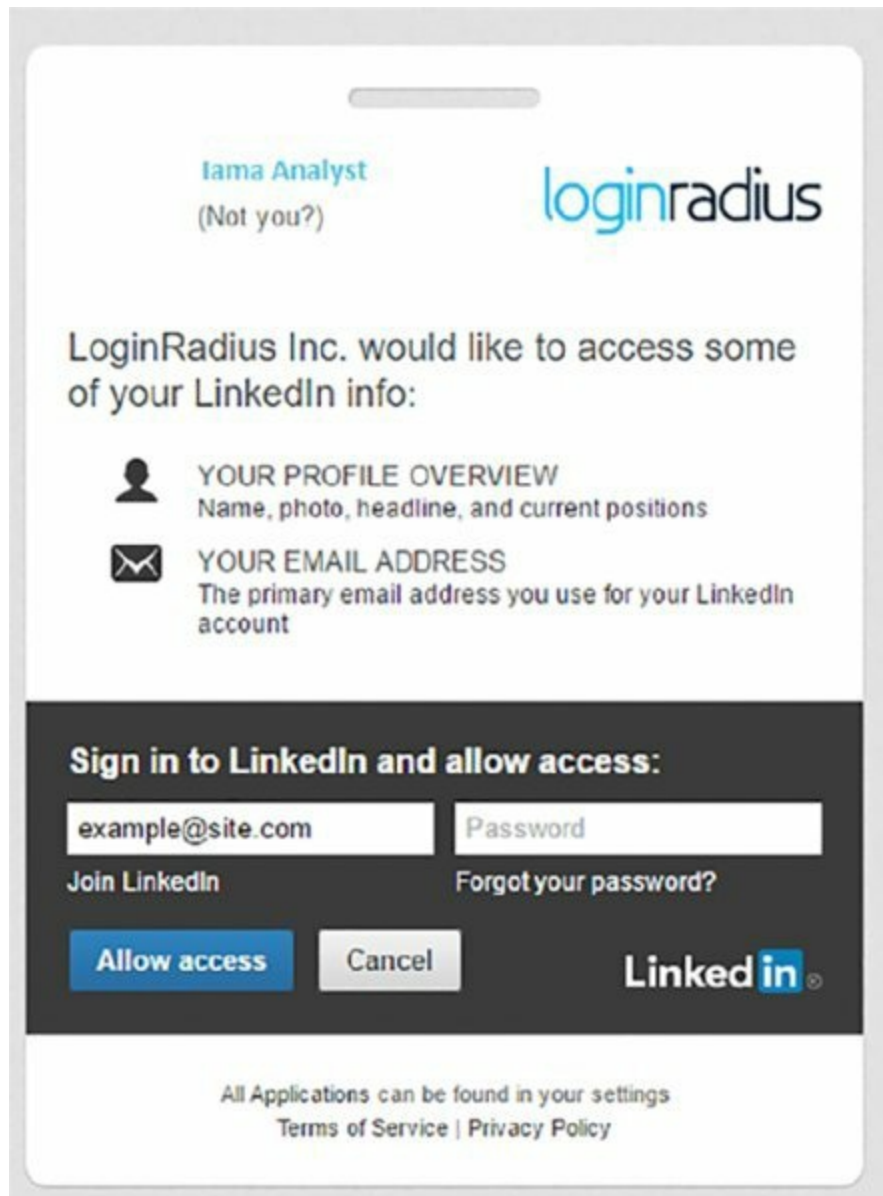 Iama Analyst
(Not you?)
loginradius
LoginRadius Inc. would like to access some
of your LinkedIn info:
YOUR PROFILE OVERVIEW
Name, photo, headline, and current positions
YOUR EMAIL ADDRESS
The primary email address you use for your LinkedIn
account
Sign in to LinkedIn and allow access:
example@site.com
Password
Join LinkedIn
Forgot your password?
Allow access
Cancel
Linked in ®
All Applications can be found in your settings
Terms of Service | Privacy Policy